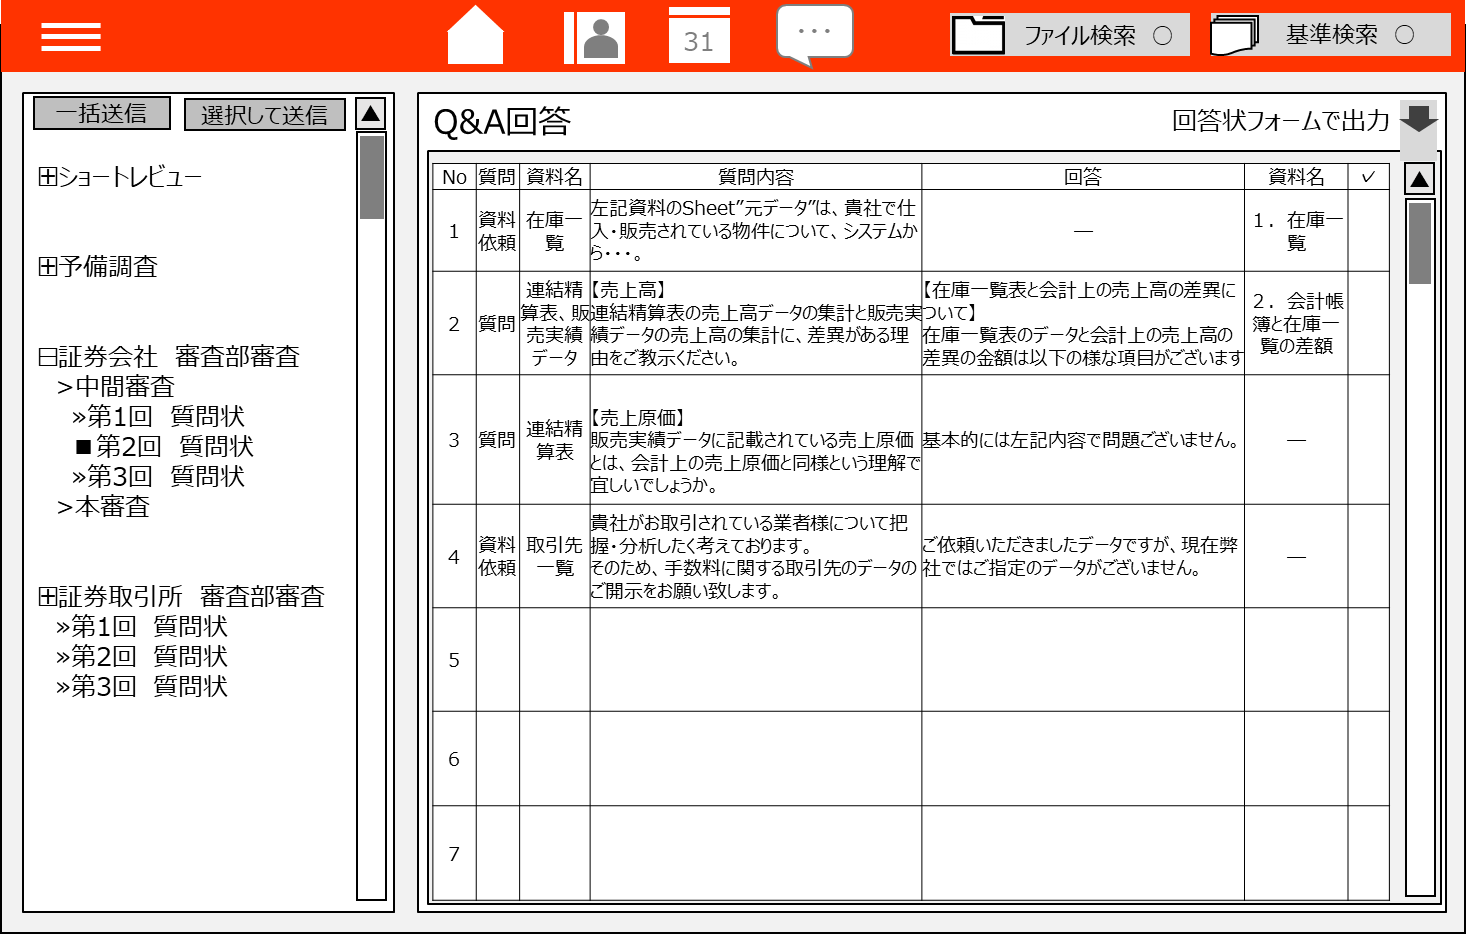 31
...
ファイル検索 ○
基準検索 ○
一括送信
選択して送信
▲
⊞ショートレビュー
⊞予備調査
⊟証券会社 審査部審査
>中間審査
»第1回 質問状
■第2回 質問状
»第3回 質問状
>本審査
⊞証券取引所 審査部審査
»第1回 質問状
»第2回 質問状
»第3回 質問状
Q&A回答
回答状フォームで出力
No 質問 資料名 質問内容 回答 資料名 ✓
▲
1
資料
依頼
在庫一
覧
左記資料のSheet”元データ”は、貴社で仕
入・販売されている物件について、システムか
ら・・・。
―
1．在庫一
覧
2
質問
連結精
算表、販
売実績
データ
【売上高】
連結精算表の売上高データの集計と販売実
績データの売上高の集計に、差異がある理
由をご教示ください。
【在庫一覧表と会計上の売上高の差異に
ついて】
在庫一覧表のデータと会計上の売上高の
差異の金額は以下の様な項目がございます
2．会計帳
簿と在庫一
覧の差額
3
質問
連結精
算表
【売上原価】
販売実績データに記載されている売上原価
とは、会計上の売上原価と同様という理解で
宜しいでしょうか。
基本的には左記内容で問題ございません。
―
4
資料
依頼
取引先
一覧
貴社がお取引されている業者様について把
握・分析したく考えております。
そのため、手数料に関する取引先のデータの
ご開示をお願い致します。
ご依頼いただきましたデータですが、現在弊
社ではご指定のデータがございません。
―
5
6
7